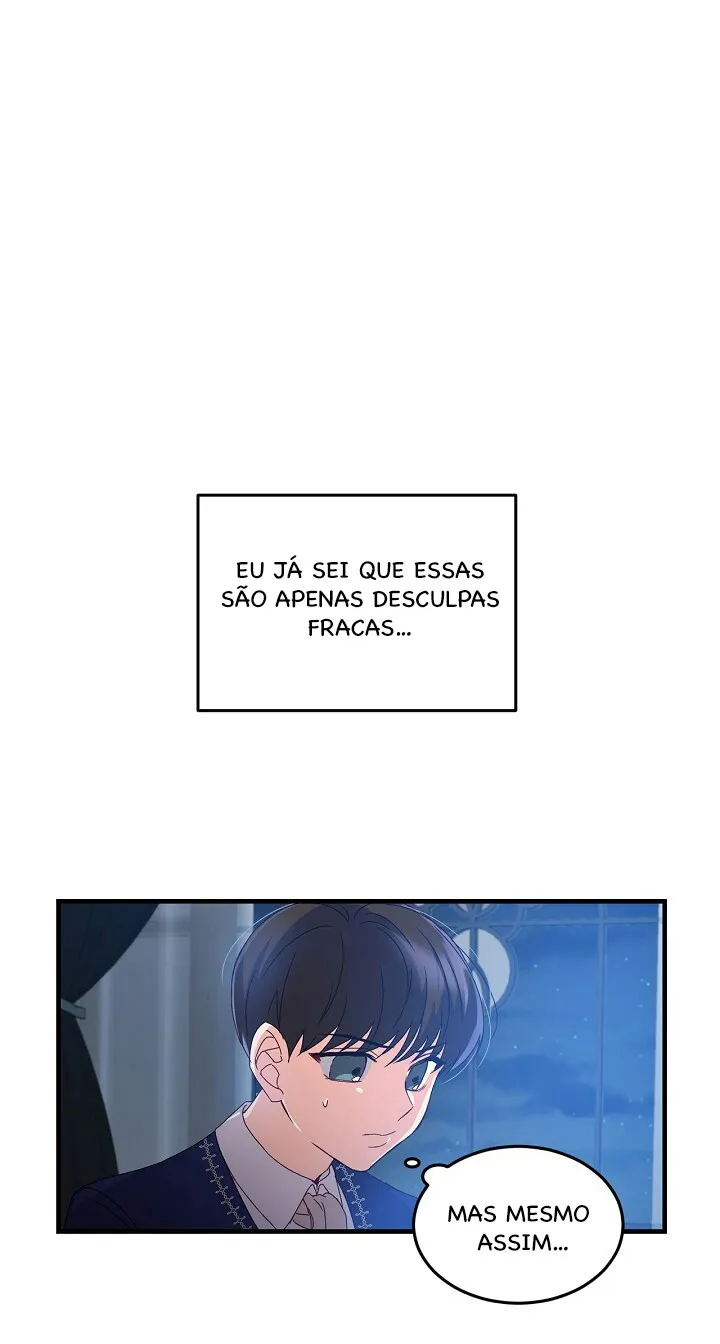 EU JÁ SEI QUE ESSAS
SÃO APENAS DESCULPAS
FRACAS...
MAS MESMO
ASSIM...